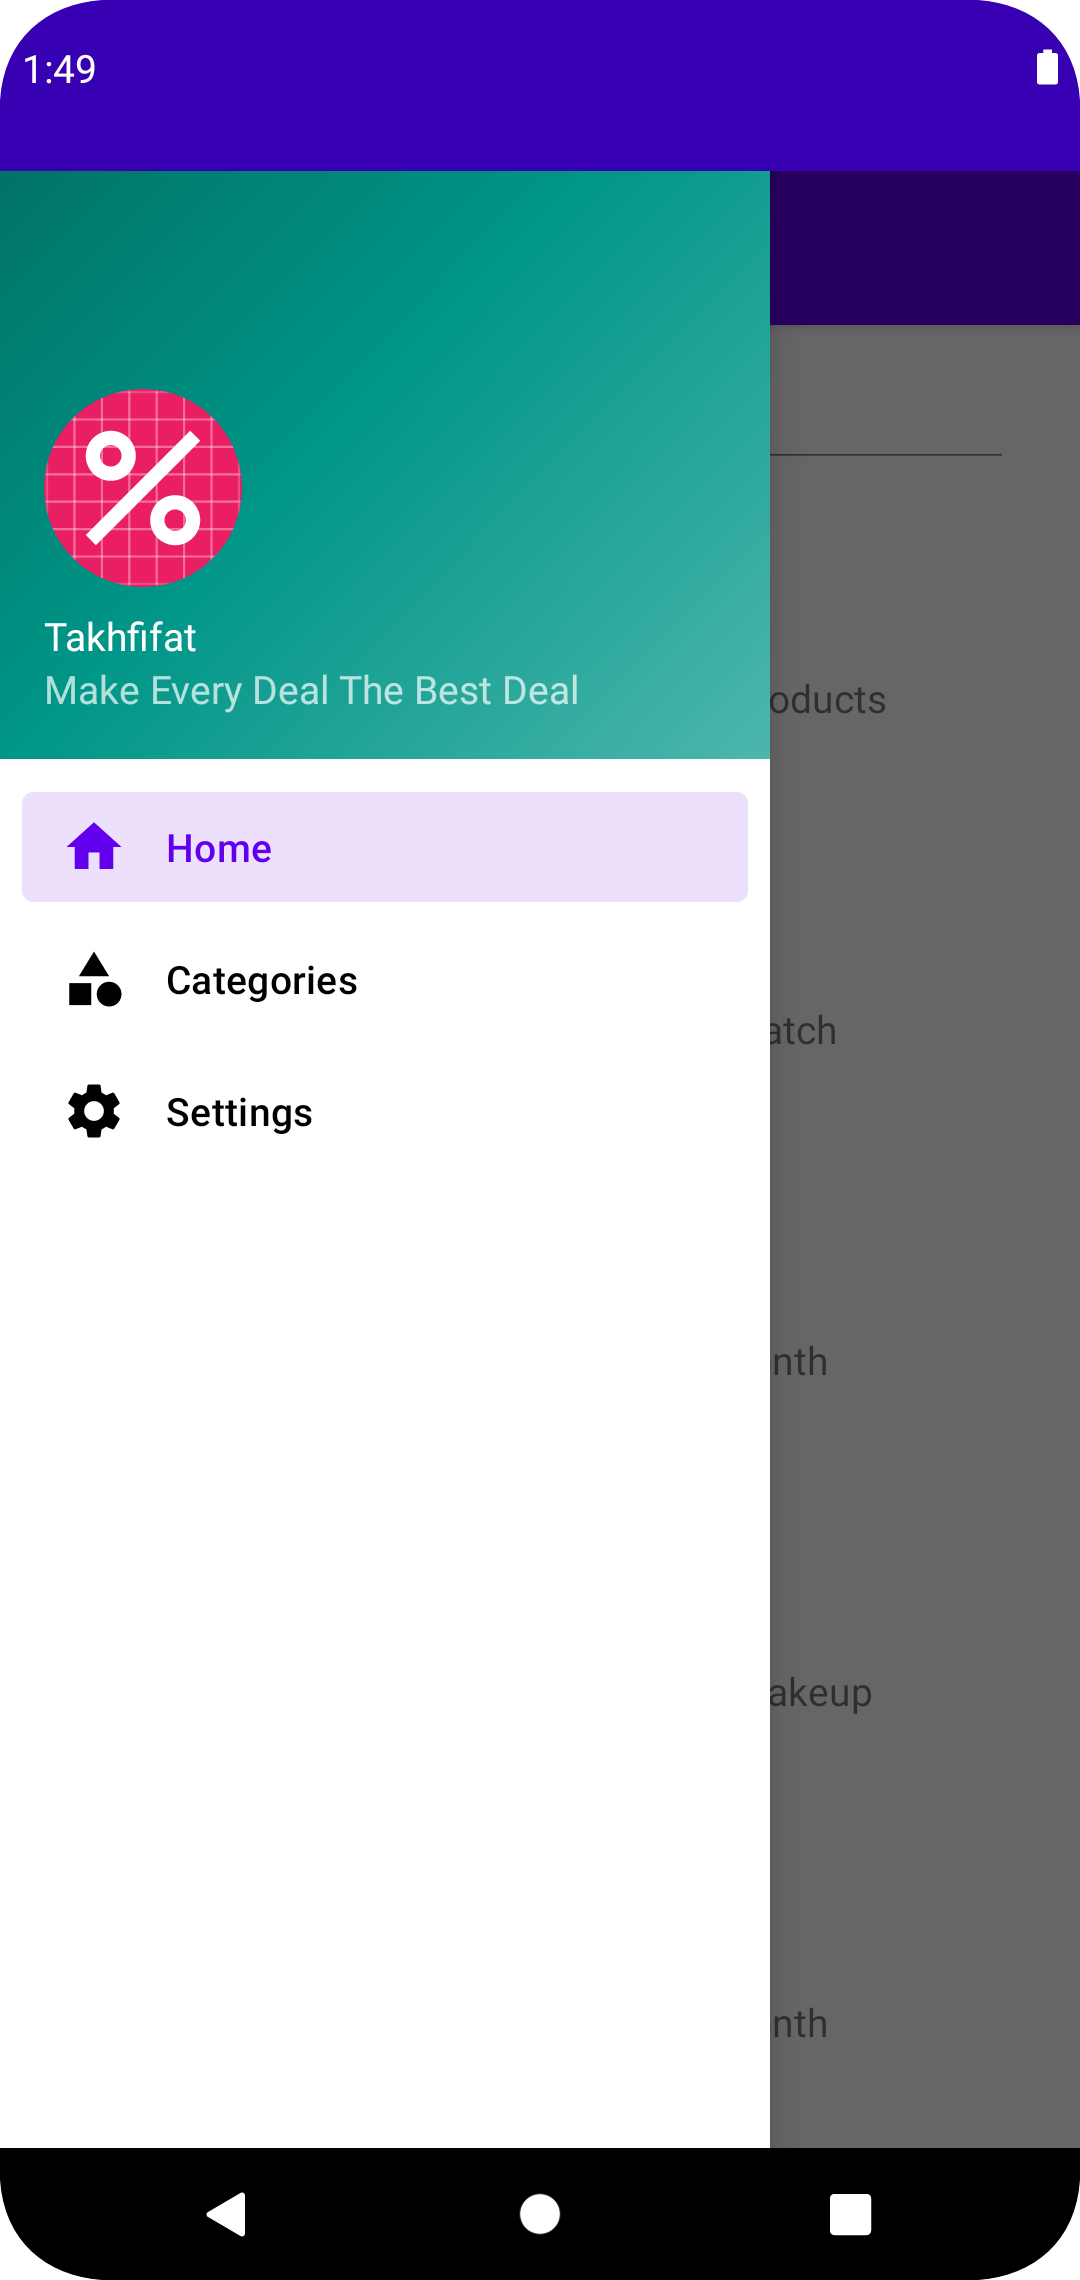 1:49
Takhfifat
Make Every Deal The Best Deal
oducts
Home
Categories
atch
Settings
nth
akeup
nth